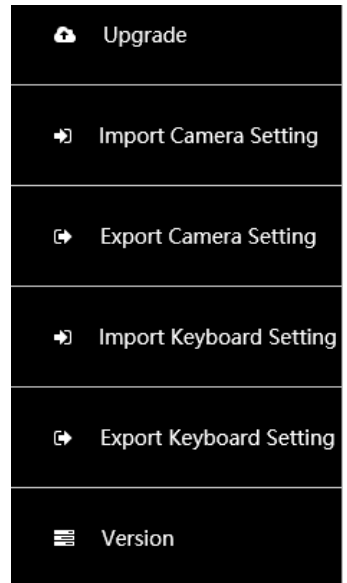 Upgrade
Import Camera Setting
Export Camera Setting
Import Keyboard Setting
Export Keyboard Setting
Version